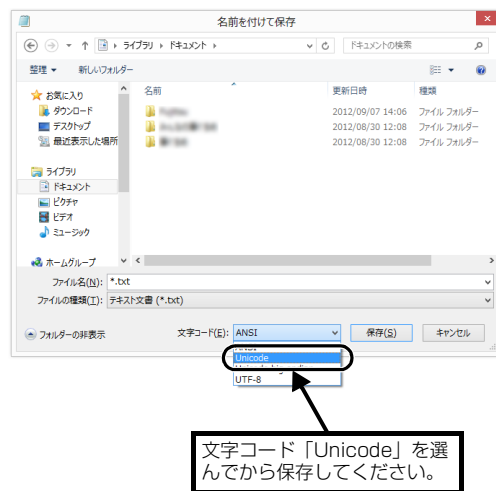 名前を付けて保存
ライブラリ ドキュメント
ドキュメントの検索
整理 新しいフォルダー
お気に入り
ダウンロード
デスクトップ
最近表示した場所
ライブラリ
ドキュメント
ピクチャ
ビデオ
ミュージック
ホームグループ
名前 更新日時 種類
2012/09/07 14:06 ファイル フォルダー
2012/08/30 12:08 ファイル フォルダー
2012/08/30 12:08 ファイル フォルダー
ファイル名(N): *.txt
ファイルの種類(T): テキスト文書 (*.txt)
フォルダーの非表示
文字コード(E): ANSI
保存(S)
キャンセル
ANSI
Unicode
UTF-8
文字コード「Unicode」を選
んでから保存してください。